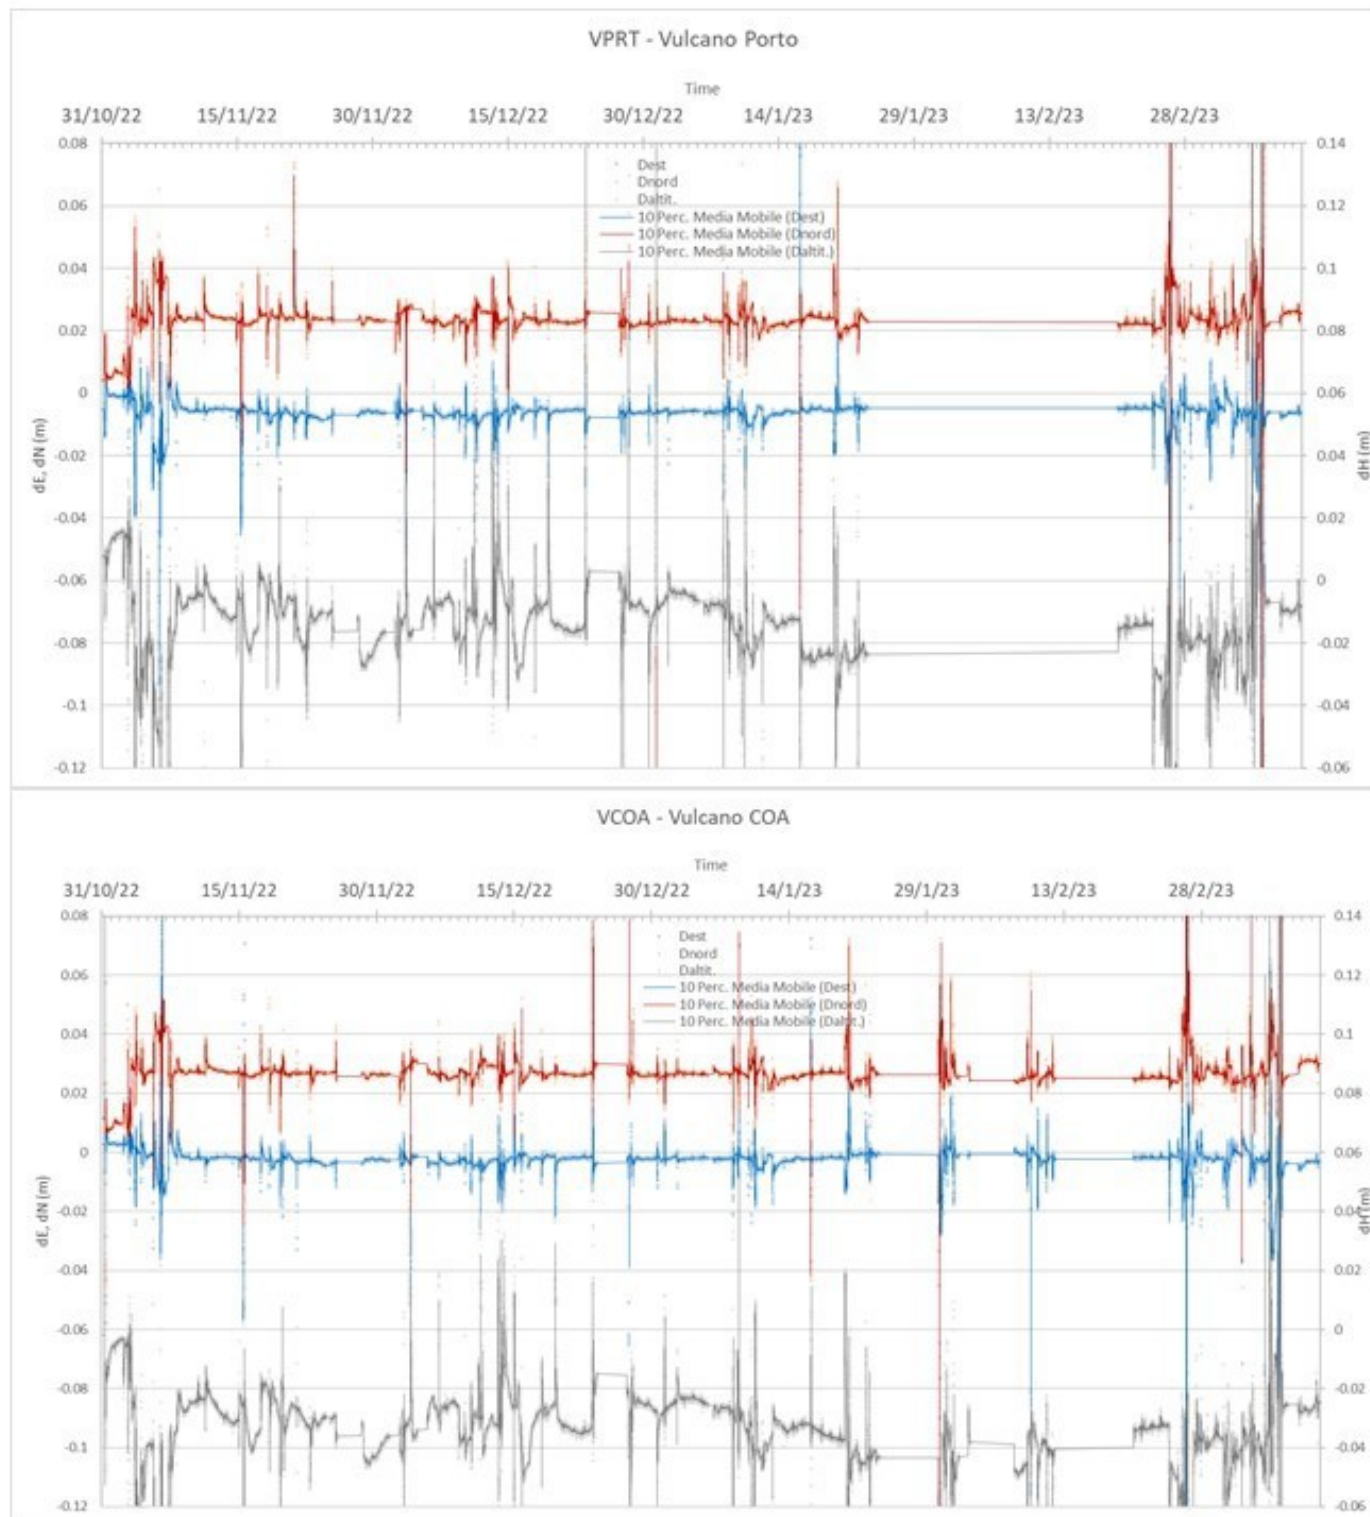 VPRT - Vulcano Porto
Time
31/10/22 15/11/22 30/11/22 15/12/22 30/12/22 14/1/23 29/1/23 13/2/23 28/2/23
0.08 0.14
Dest
Dnord
Daltit.
0.06 0.12
10 Perc. Media Mobile (Dest)
10 Perc. Media Mobile (Dnord)
10 Perc. Media Mobile (Daltit.)
0.04 0.1
0.02 0.08
0 0.06
dE, dN (m)
dH (m)
-0.02 0.04
-0.04 0.02
-0.06 0
-0.08 -0.02
-0.1 -0.04
-0.12 -0.06
VCOA - Vulcano COA
Time
31/10/22 15/11/22 30/11/22 15/12/22 30/12/22 14/1/23 29/1/23 13/2/23 28/2/23
0.08 0.14
Dest
Dnord
Daltit.
0.06 0.12
10 Perc. Media Mobile (Dest)
10 Perc. Media Mobile (Dnord)
10 Perc. Media Mobile (Daltit.)
0.04 0.1
0.02 0.08
0 0.06
dE, dN (m)
dH (m)
-0.02 0.04
-0.04 0.02
-0.06 0
-0.08 -0.02
-0.1 -0.04
-0.12 -0.06